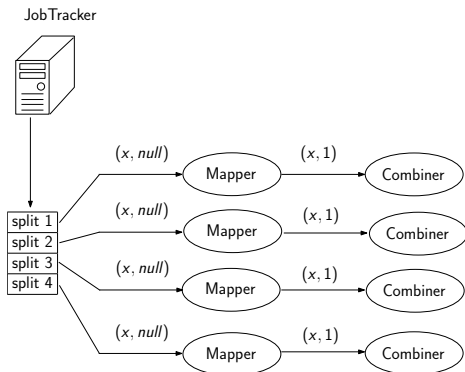 JobTracker
(x, null) (x, 1)
Mapper Combiner
split 1 (x, null) (x, 1)
split 2 Mapper Combiner
split 3 (x, null) (x, 1)
split 4 Mapper Combiner
(x, null) (x, 1)
Mapper Combiner